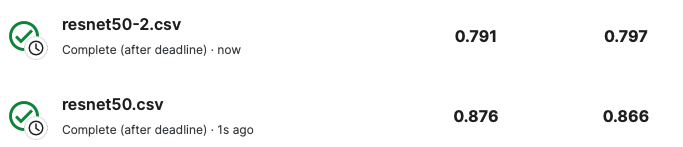 resnet50-2.csv
Complete (after deadline) · now
0.791 0.797
resnet50.csv
Complete (after deadline) · 1s ago
0.876 0.866